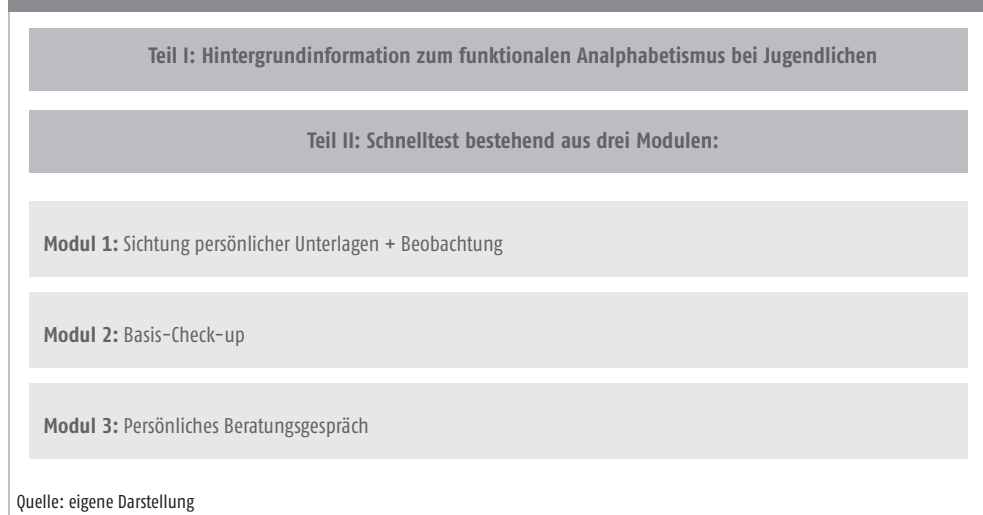 Teil I: Hintergrundinformation zum funktionalen Analphabetismus bei Jugendlichen
Teil II: Schnelltest bestehend aus drei Modulen:
Modul 1: Sichtung persönlicher Unterlagen + Beobachtung
Modul 2: Basis-Check-up
Modul 3: Persönliches Beratungsgespräch
Quelle: eigene Darstellung